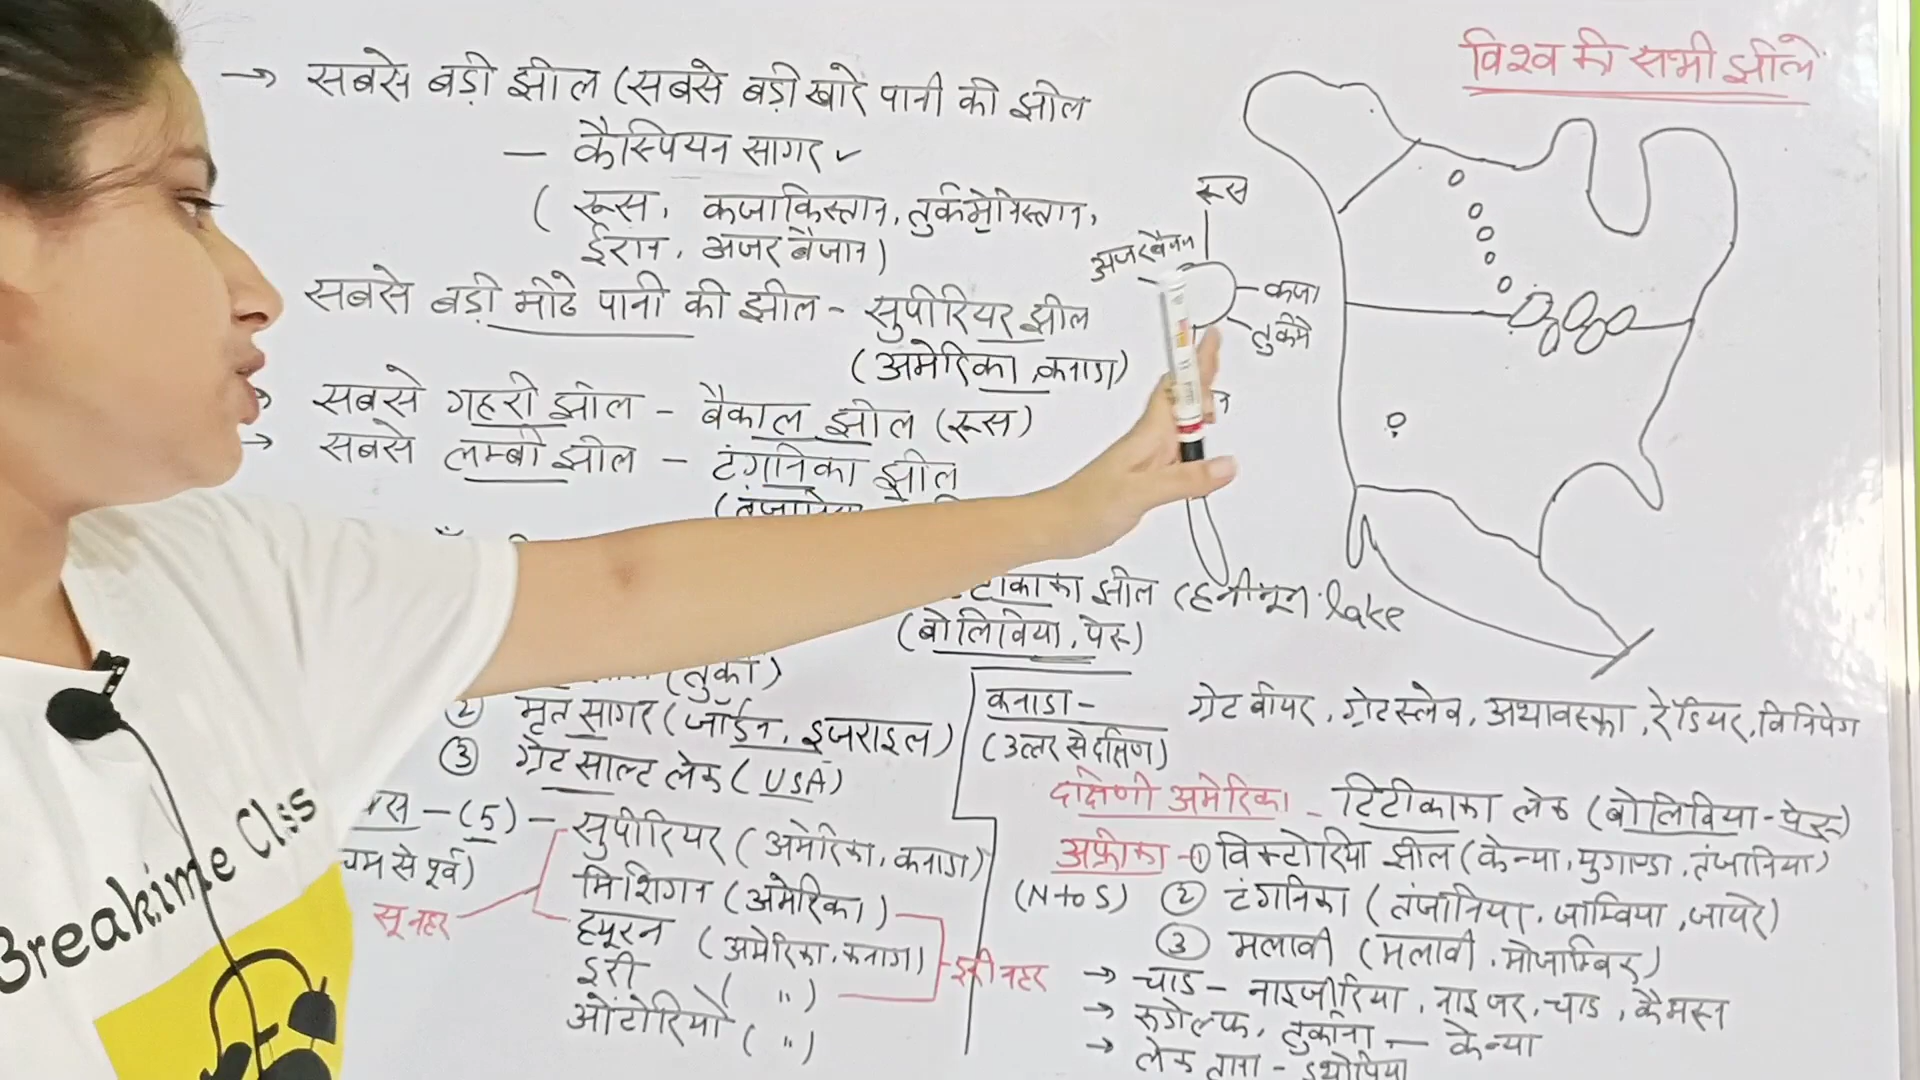 विश्व की सभी झीले
→ सबसे बड़ी झील (सबसे बड़ी खारे पानी की झील
— कैस्पियन सागर ✓
( रूस, कजाकिस्तान, तुर्कमेनिस्तान,
ईरान, अजरबैजान)
सबसे बड़ी मीठे पानी की झील - सुपीरियर झील
(अमेरिका, कनाडा)
सबसे गहरी झील - बैकाल झील (रूस)
→ सबसे लम्बी झील - टंगानिका झील
रूस
अजरबैजान
कजा
तुर्कमे
टीकाका झील (हनीमून lake
(बोलिविया, पेरू)
(तुर्की)
② मृत सागर (जॉर्डन, इजराइल)
③ ग्रेट साल्ट लेक (USA)
क्स - (5) - सुपीरियर (अमेरिका, कनाडा)
चम से पूर्व)
मिशिगन (अमेरिका)
सू नहर
ह्यूरन (अमेरिका, कनाडा)
इरी ( ")
इरी नहर
ओंटोरियो ( ")
कनाडा -
(उत्तर से दक्षिण)
ग्रेट बीयर, ग्रेट स्लेव, अथाबस्का, रेंडियर, विनिपेग
दक्षिणी अमेरिका - टिटीकाका लेक (बोलिविया-पेरू)
अफ्रीका - ① विक्टोरिया झील (केन्या, युगाण्डा, तंजानिया)
(N to S) ② टंगानिका (तंजानिया, जाम्बिया, जायरे)
③ मलावी (मलावी, मोजाम्बिक)
→ चाड - नाइजीरिया, नाइजर, चाड, कैमरून
→ रुडोल्फ, तुर्काना - केन्या
→ लेक ताना - इथोपिया
Breakime Class